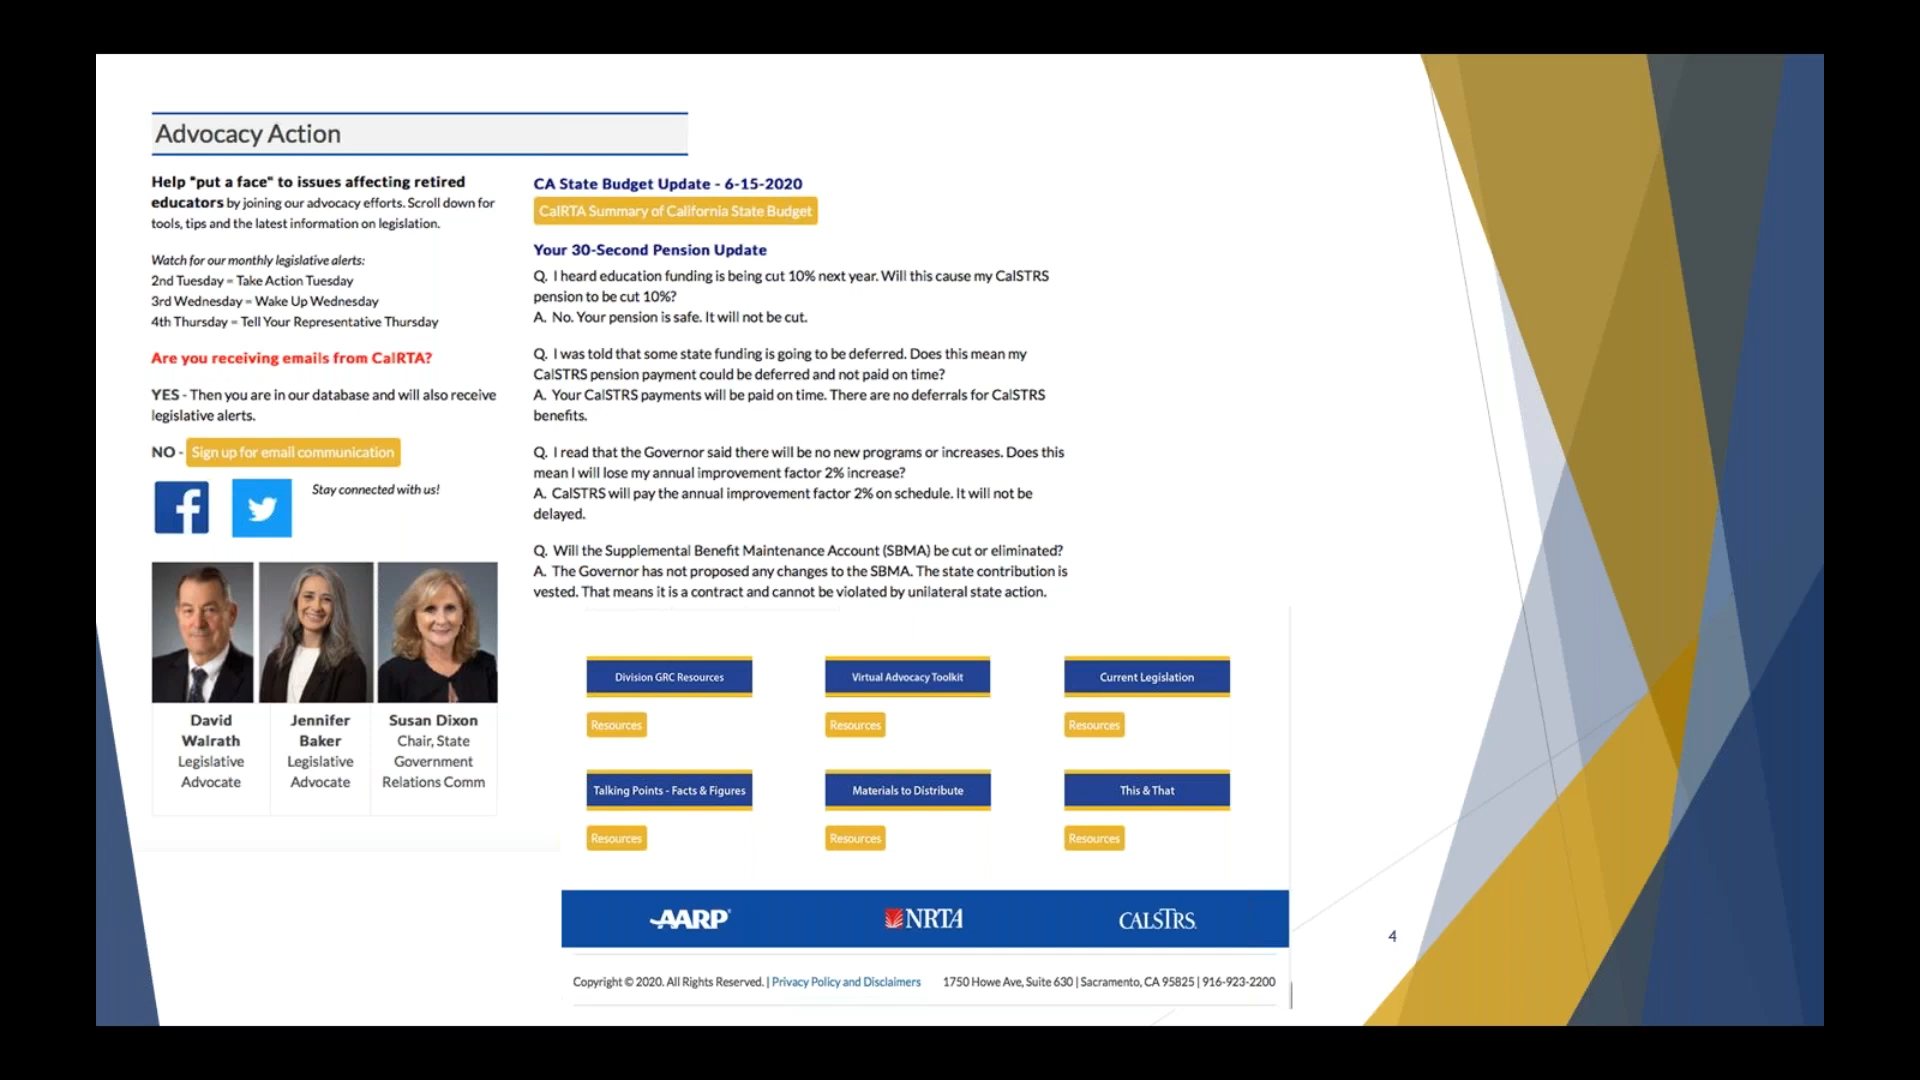 Advocacy Action
Help "put a face" to issues affecting retired
educators by joining our advocacy efforts. Scroll down for
tools, tips and the latest information on legislation.
Watch for our monthly legislative alerts:
2nd Tuesday = Take Action Tuesday
3rd Wednesday = Wake Up Wednesday
4th Thursday = Tell Your Representative Thursday
Are you receiving emails from CalRTA?
YES - Then you are in our database and will also receive
legislative alerts.
NO - Sign up for email communication
Stay connected with us!
David
Walrath
Legislative
Advocate
Jennifer
Baker
Legislative
Advocate
Susan Dixon
Chair, State
Government
Relations Comm
CA State Budget Update - 6-15-2020
CalRTA Summary of California State Budget
Your 30-Second Pension Update
Q. I heard education funding is being cut 10% next year. Will this cause my CalSTRS
pension to be cut 10%?
A. No. Your pension is safe. It will not be cut.
Q. I was told that some state funding is going to be deferred. Does this mean my
CalSTRS pension payment could be deferred and not paid on time?
A. Your CalSTRS payments will be paid on time. There are no deferrals for CalSTRS
benefits.
Q. I read that the Governor said there will be no new programs or increases. Does this
mean I will lose my annual improvement factor 2% increase?
A. CalSTRS will pay the annual improvement factor 2% on schedule. It will not be
delayed.
Q. Will the Supplemental Benefit Maintenance Account (SBMA) be cut or eliminated?
A. The Governor has not proposed any changes to the SBMA. The state contribution is
vested. That means it is a contract and cannot be violated by unilateral state action.
Division GRC Resources
Virtual Advocacy Toolkit
Current Legislation
Resources
Resources
Resources
Talking Points - Facts & Figures
Materials to Distribute
This & That
Resources
Resources
Resources
AARP®
NRTA
CALSTRS.
4
Copyright © 2020. All Rights Reserved. | Privacy Policy and Disclaimers
1750 Howe Ave, Suite 630 | Sacramento, CA 95825 | 916-923-2200